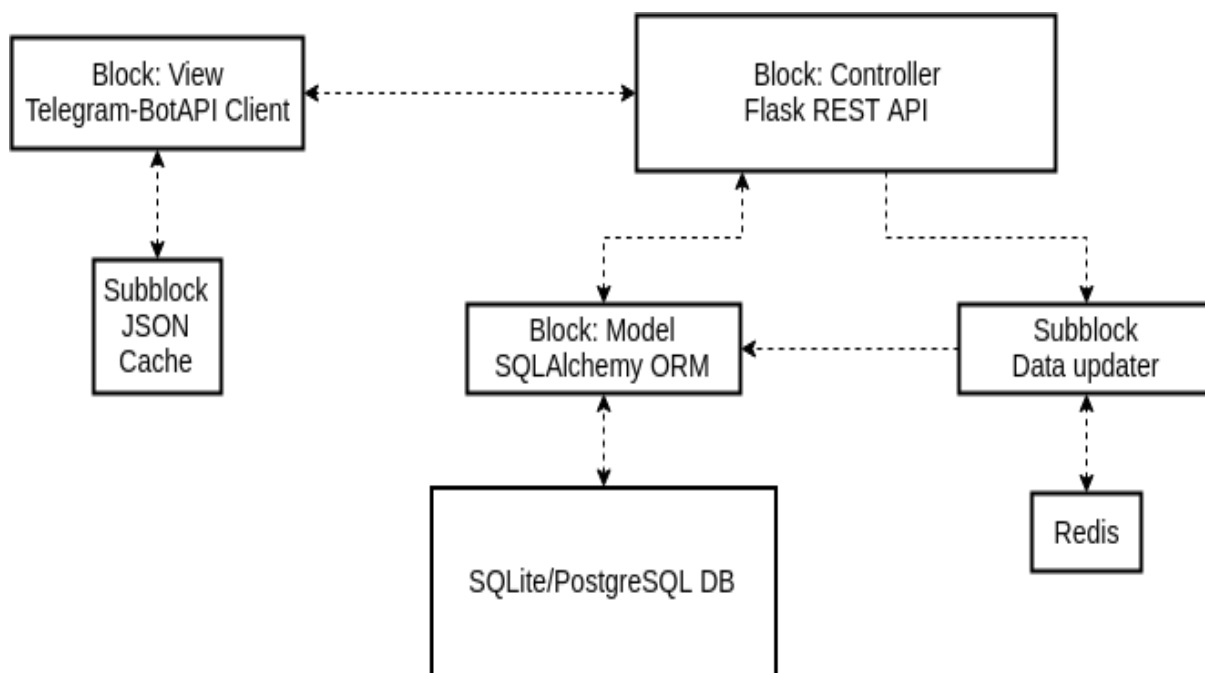 Block: View
Telegram-BotAPI Client
Block: Controller
Flask REST API
Subblock
JSON
Cache
Block: Model
SQLAlchemy ORM
Subblock
Data updater
Redis
SQLite/PostgreSQL DB